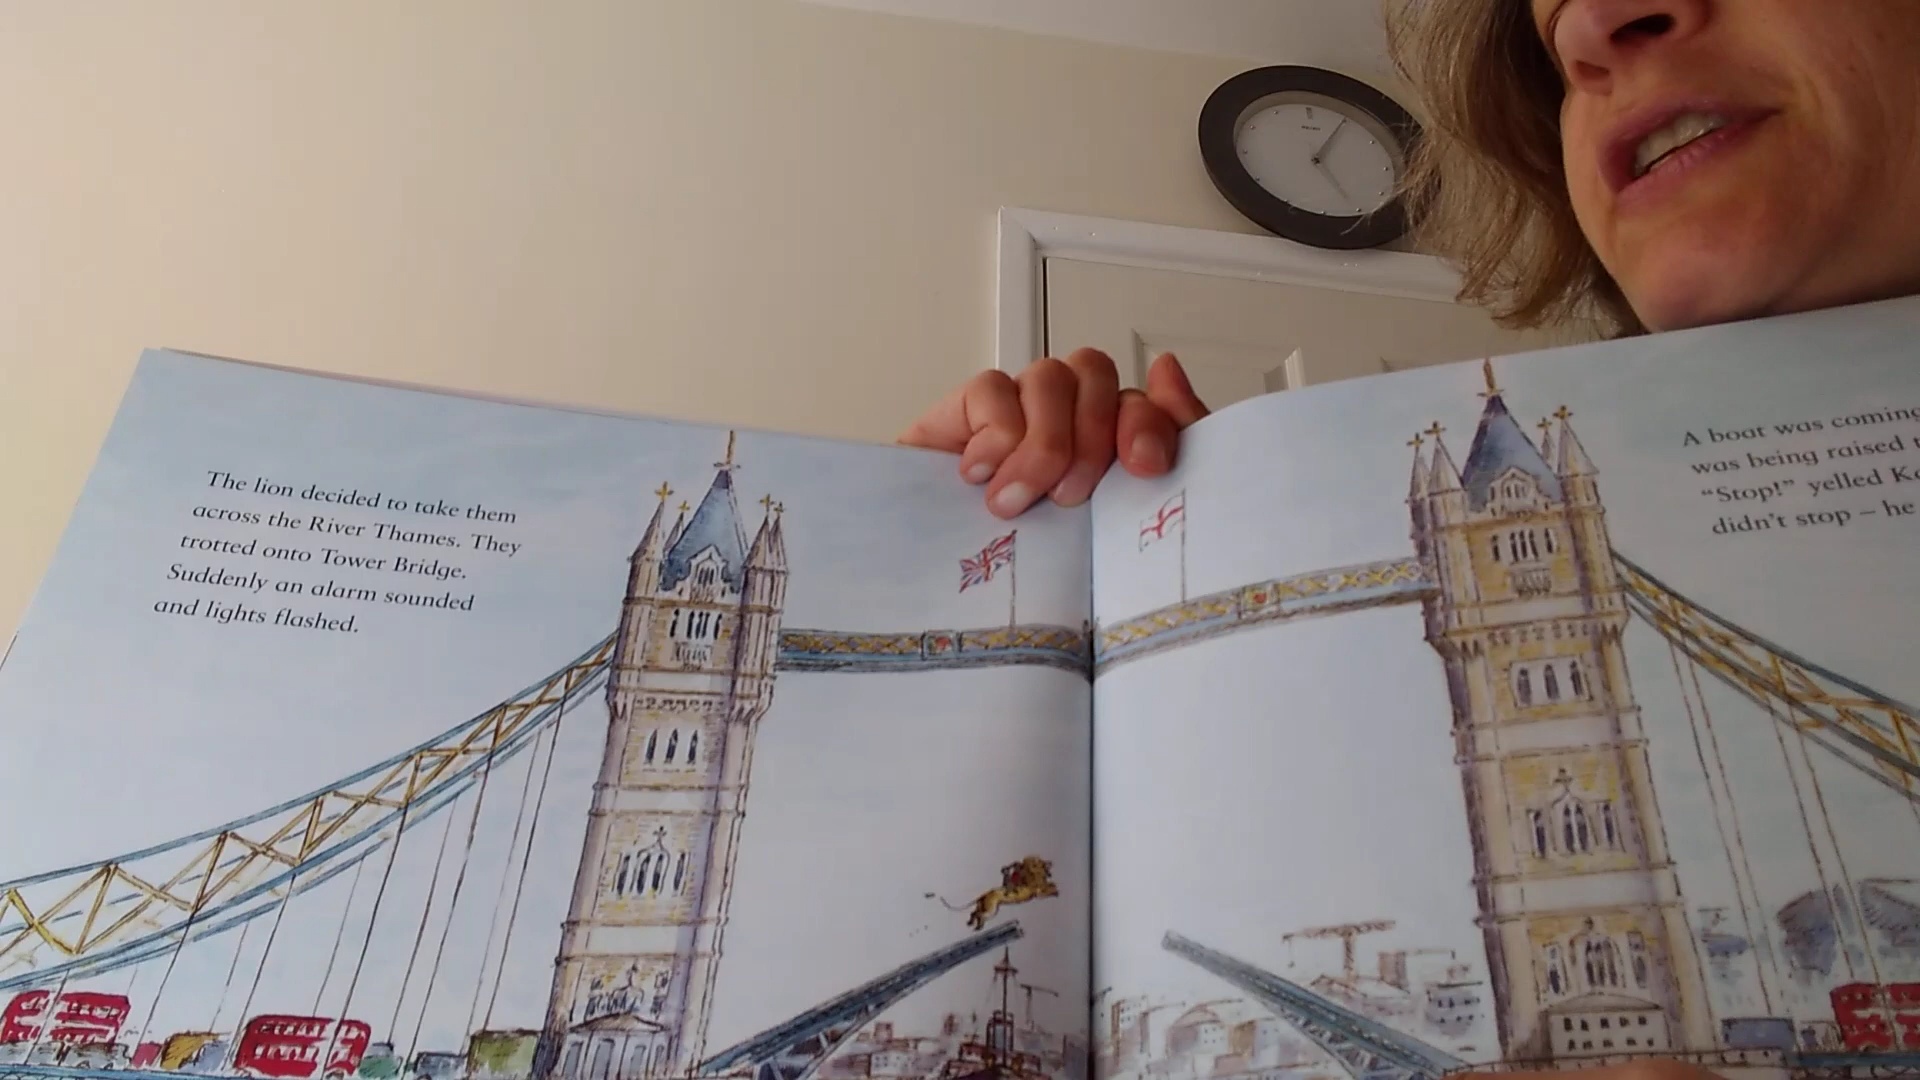 The lion decided to take them
across the River Thames. They
trotted onto Tower Bridge.
Suddenly an alarm sounded
and lights flashed.
A boat was coming
was being raised
"Stop!" yelled
didn't stop – he